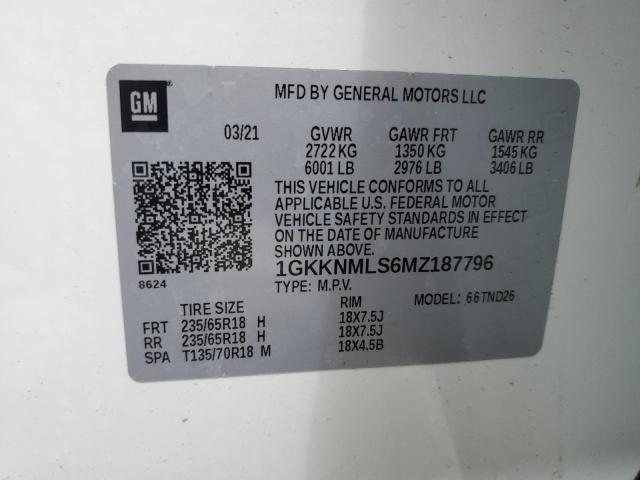 GM
MFD BY GENERAL MOTORS LLC
03/21 GVWR GAWR FRT GAWR RR
2722 KG 1350 KG 1545 KG
6001 LB 2976 LB 3406 LB
THIS VEHICLE CONFORMS TO ALL
APPLICABLE U.S. FEDERAL MOTOR
VEHICLE SAFETY STANDARDS IN EFFECT
ON THE DATE OF MANUFACTURE
SHOWN ABOVE.
1GKKNMLS6MZ187796
8624
TYPE: M.P.V. MODEL: 66TND26
TIRE SIZE RIM
FRT 235/65R18 H 18X7.5J
RR 235/65R18 H 18X7.5J
SPA T135/70R18 M 18X4.5B